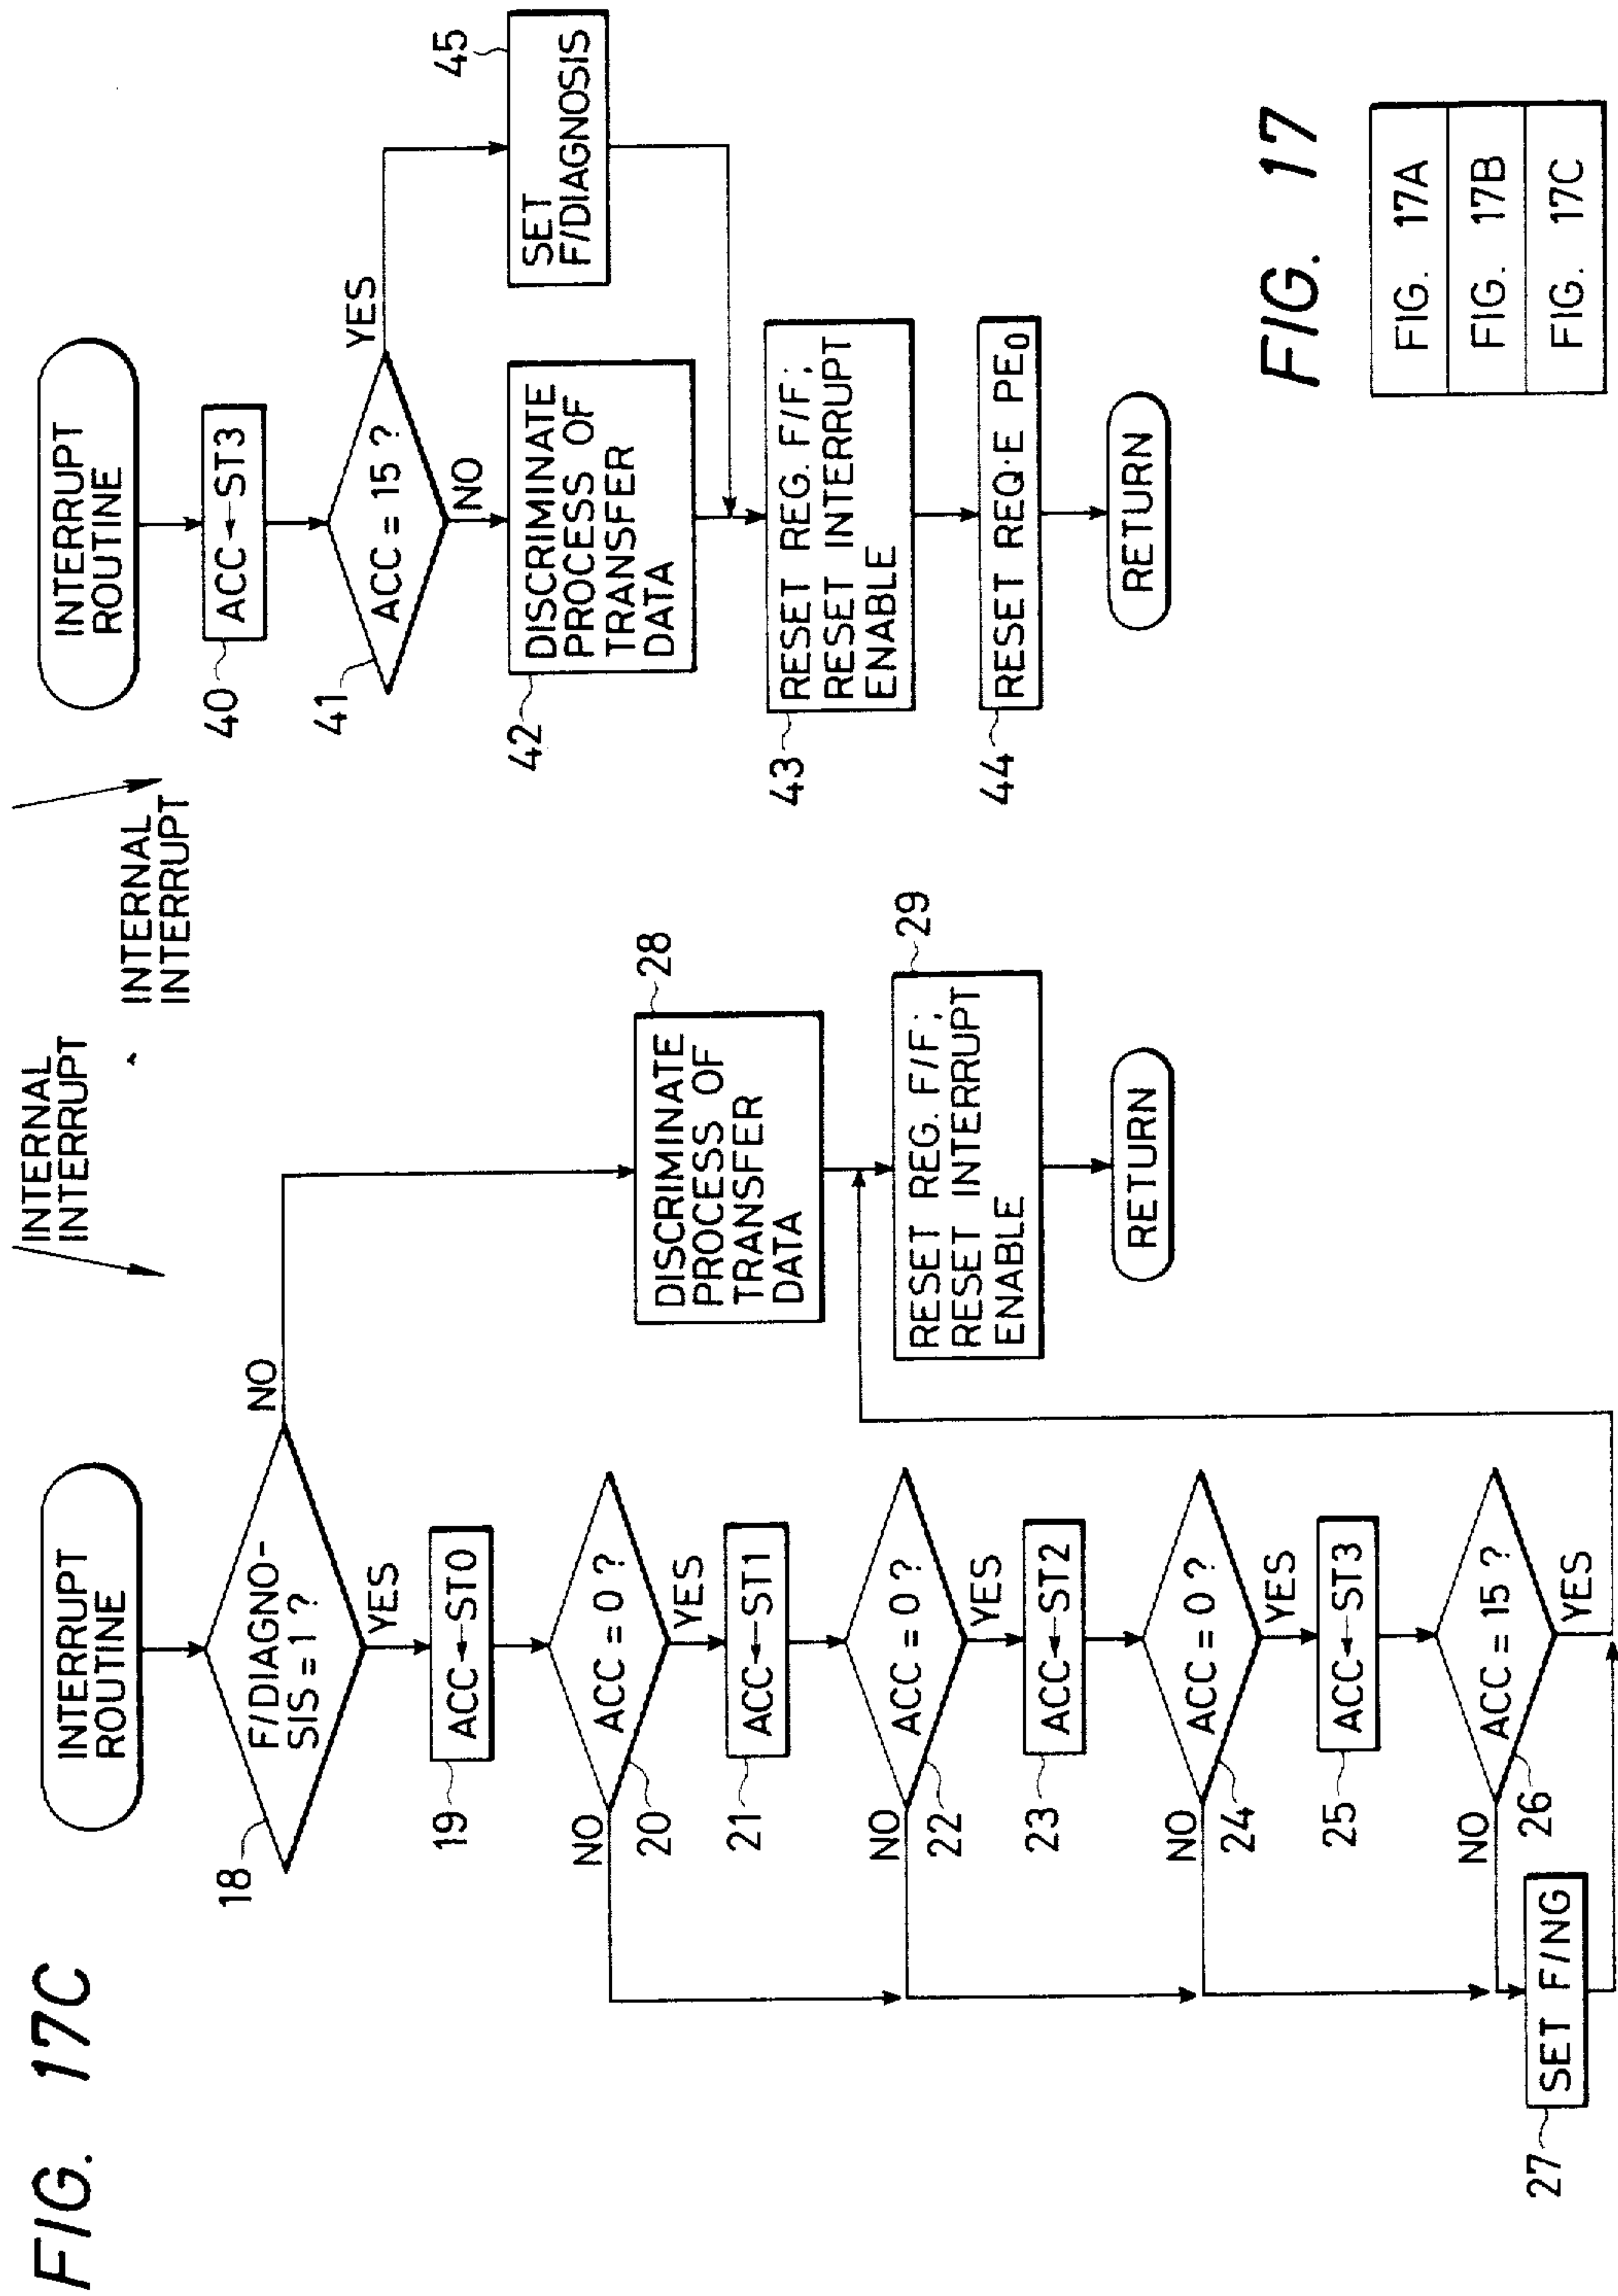 FIG. 17C
INTERNAL
INTERRUPT
INTERRUPT
ROUTINE
18
F/DIAGNO-
SIS = 1 ?
NO
YES
19
ACC←ST0
20
ACC = 0 ?
NO
YES
21
ACC←ST1
22
ACC = 0 ?
NO
YES
23
ACC←ST2
24
ACC = 0 ?
NO
YES
25
ACC←ST3
26
ACC = 15 ?
NO
YES
27
SET F/NG
28
DISCRIMINATE
PROCESS OF
TRANSFER
DATA
29
RESET REG. F/F;
RESET INTERRUPT
ENABLE
RETURN
INTERNAL
INTERRUPT
INTERRUPT
ROUTINE
40
ACC←ST3
41
ACC = 15 ?
YES
NO
45
SET
F/DIAGNOSIS
42
DISCRIMINATE
PROCESS OF
TRANSFER
DATA
43
RESET REG. F/F;
RESET INTERRUPT
ENABLE
44
RESET REQ·E PE0
RETURN
FIG. 17
FIG. 17A
FIG. 17B
FIG. 17C